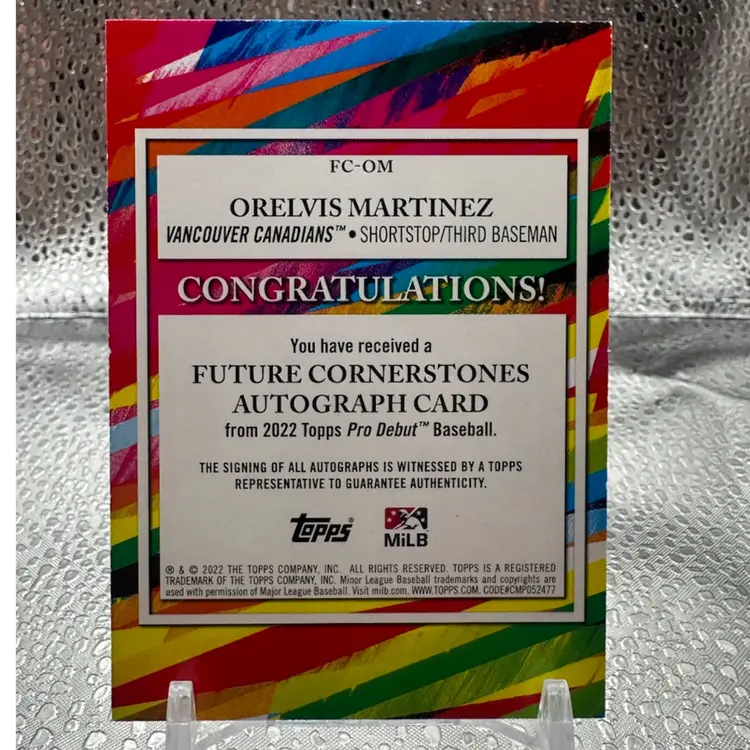 FC-OM
ORELVIS MARTINEZ
VANCOUVER CANADIANS™ • SHORTSTOP/THIRD BASEMAN
CONGRATULATIONS!
You have received a
FUTURE CORNERSTONES
AUTOGRAPH CARD
from 2022 Topps Pro Debut™ Baseball.
THE SIGNING OF ALL AUTOGRAPHS IS WITNESSED BY A TOPPS
REPRESENTATIVE TO GUARANTEE AUTHENTICITY.
topps®
MiLB
® & © 2022 THE TOPPS COMPANY, INC. ALL RIGHTS RESERVED. TOPPS IS A REGISTERED
TRADEMARK OF THE TOPPS COMPANY, INC. Minor League Baseball trademarks and copyrights are
used with permission of Major League Baseball. Visit milb.com. WWW.TOPPS.COM. CODE#CMP052477